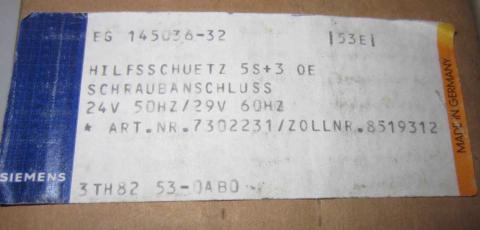 EG 145036-32 |53E|
HILFSSCHUETZ 5S+3 OE
SCHRAUBANSCHLUSS
24V 50HZ/29V 60HZ
* ART.NR.7302231/ZOLLNR.8519312
MADE IN GERMANY
SIEMENS
3TH82 53-0AB0